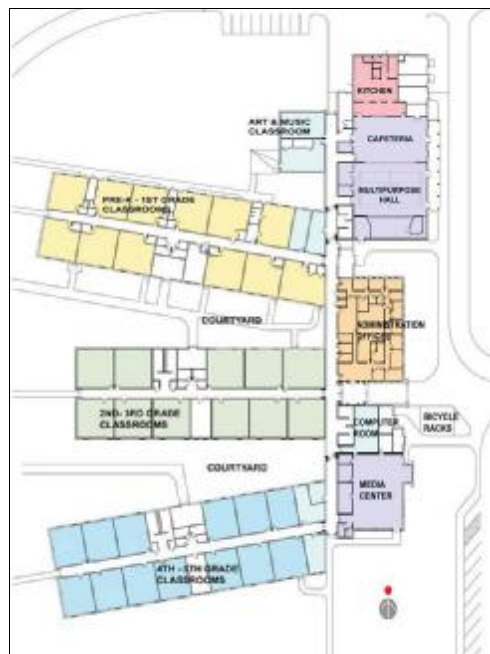 KITCHEN
ART & MUSIC
CLASSROOM
CAFETERIA
MULTIPURPOSE
HALL
PRE-K - 1ST GRADE
CLASSROOMS
COURTYARD
ADMINISTRATION
OFFICES
2ND- 3RD GRADE
CLASSROOMS
COMPUTER
ROOM
BICYCLE
RACKS
COURTYARD
MEDIA
CENTER
4TH - 5TH GRADE
CLASSROOMS